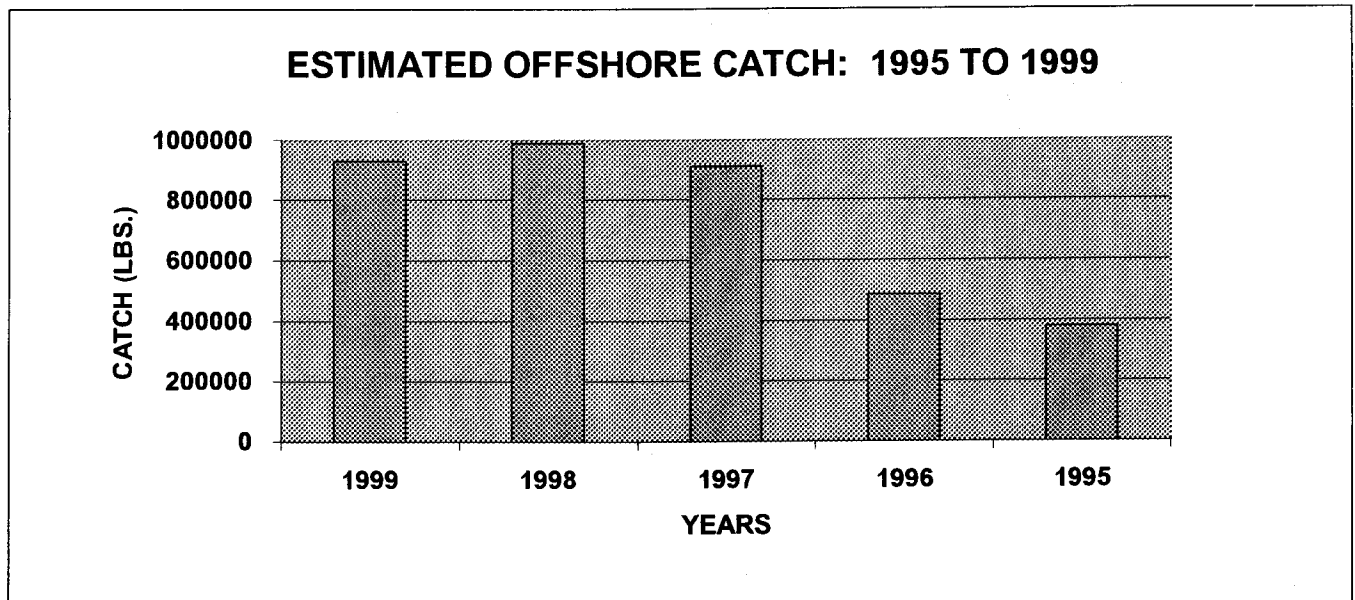 ESTIMATED OFFSHORE CATCH: 1995 TO 1999
1000000
800000
600000
400000
200000
0
CATCH (LBS.)
1999 1998 1997 1996 1995
YEARS